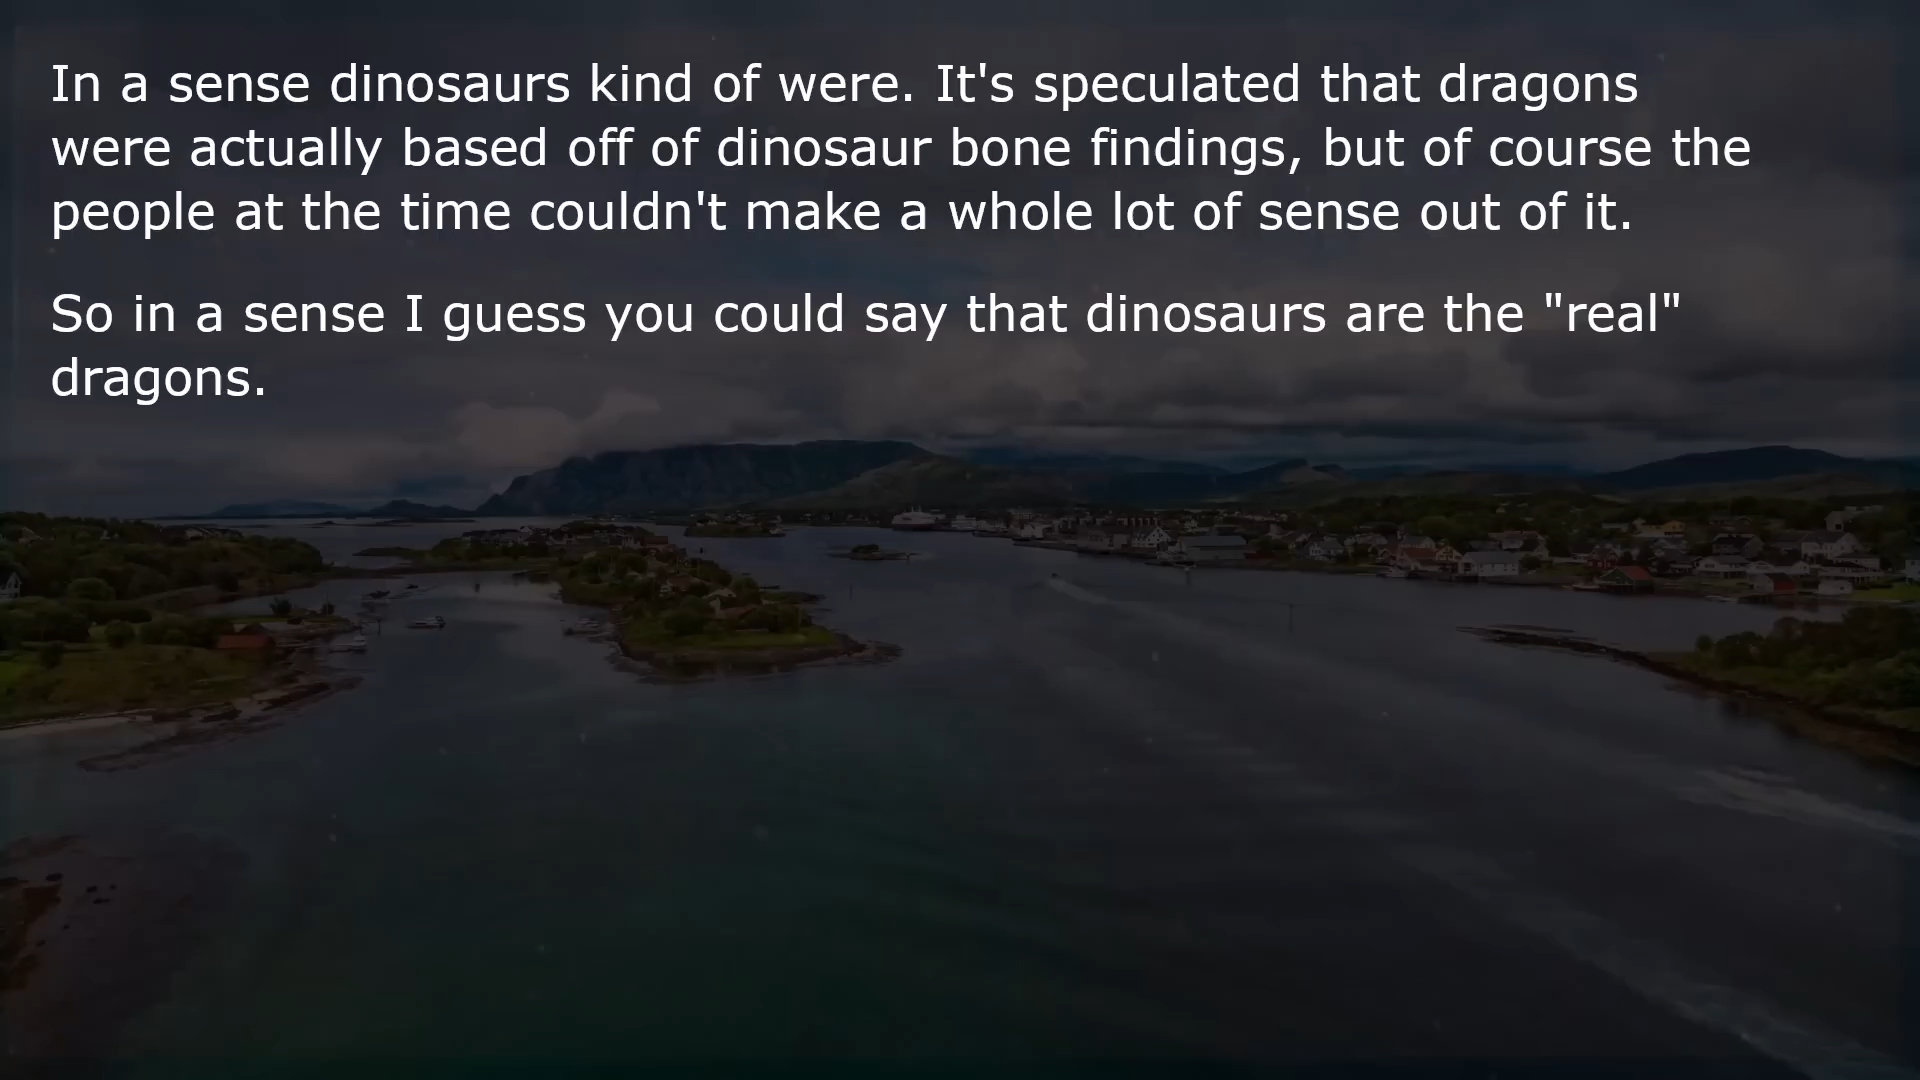 In a sense dinosaurs kind of were. It's speculated that dragons
were actually based off of dinosaur bone findings, but of course the
people at the time couldn't make a whole lot of sense out of it.
So in a sense I guess you could say that dinosaurs are the "real"
dragons.